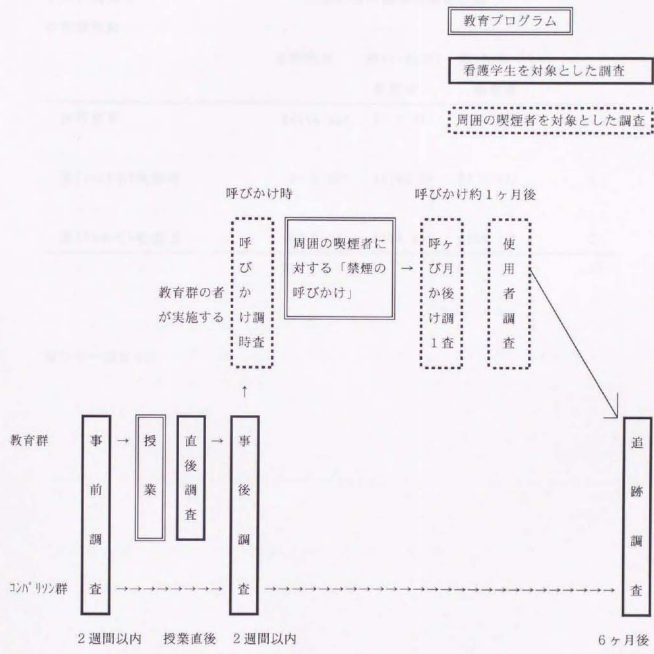 教育プログラム
看護学生を対象とした調査
周囲の喫煙者を対象とした調査
呼びかけ時
呼びかけ約1ヶ月後
呼びかけ時
調査
周囲の喫煙者に
対する「禁煙の
呼びかけ」
→
呼びかけ1
ヶ月後調査
使用者調査
教育群の者
が実施する
↑
教育群
事前調査
→
授業
直後調査
→
事後調査
追跡調査
コンパリソン群
→→→→→→→→→
→→→→→→→→→→→→→→→→→→→→→→→→→→→→
2週間以内
授業直後
2週間以内
6ヶ月後